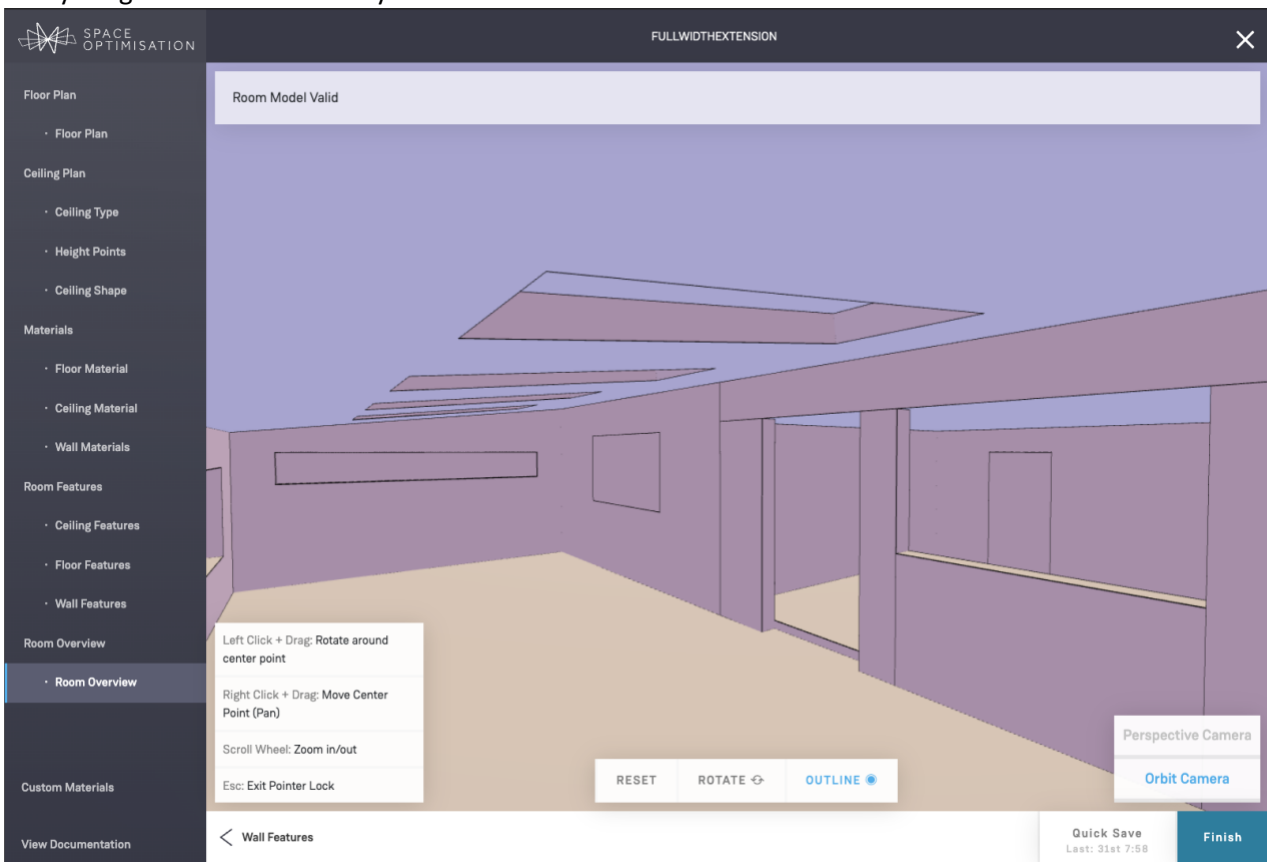 SPACE
OPTIMISATION
FULLWIDTHEXTENSION
Floor Plan
· Floor Plan
Ceiling Plan
· Ceiling Type
· Height Points
· Ceiling Shape
Materials
· Floor Material
· Ceiling Material
· Wall Materials
Room Features
· Ceiling Features
· Floor Features
· Wall Features
Room Overview
· Room Overview
Custom Materials
View Documentation
Room Model Valid
Left Click + Drag: Rotate around
center point
Right Click + Drag: Move Center
Point (Pan)
Scroll Wheel: Zoom in/out
Esc: Exit Pointer Lock
RESET
ROTATE
OUTLINE
Perspective Camera
Orbit Camera
Wall Features
Quick Save
Last: 31st 7:58
Finish